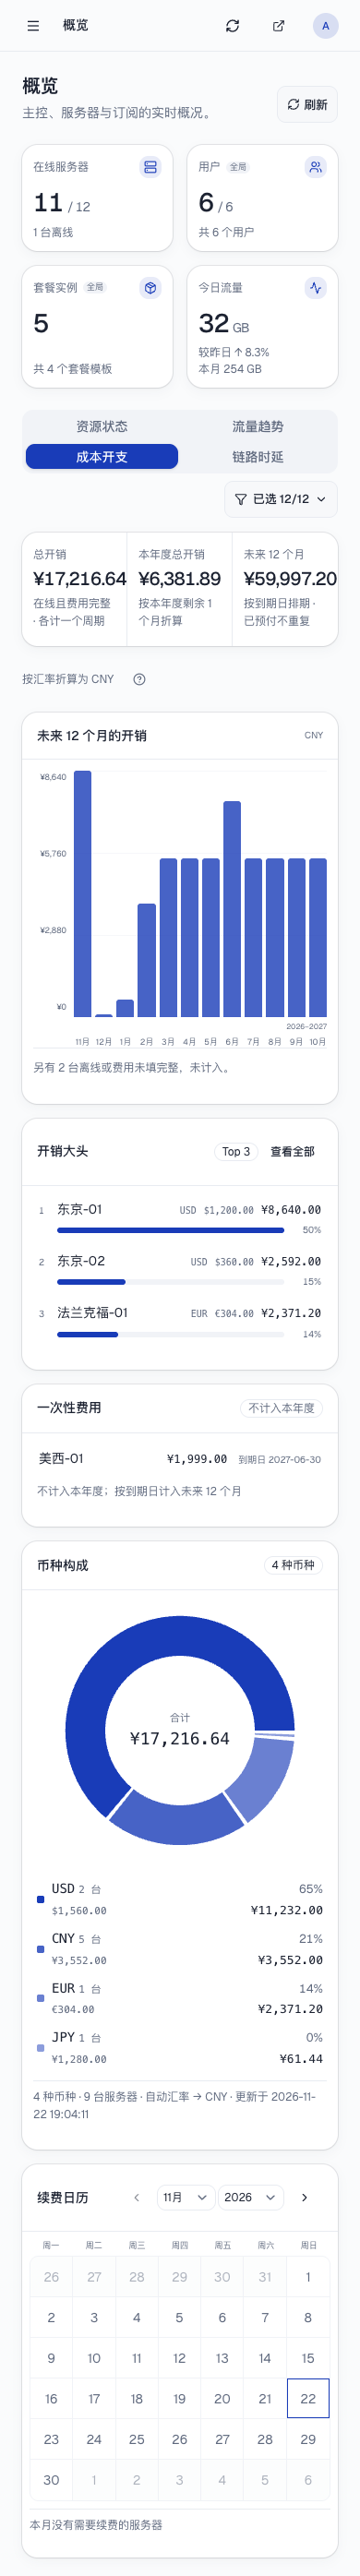 概览
A
概览
主控、服务器与订阅的实时概况。
刷新
在线服务器
11 / 12
1 台离线
用户 全局
6 / 6
共 6 个用户
套餐实例 全局
5
共 4 个套餐模板
今日流量
32 GB
较昨日 ↑ 8.3%
本月 254 GB
资源状态
流量趋势
成本开支
链路时延
已选 12/12
总开销
¥17,216.64
在线且费用完整
· 各计一个周期
本年度总开销
¥6,381.89
按本年度剩余 1
个月折算
未来 12 个月
¥59,997.20
按到期日排期 ·
已预付不重复
按汇率折算为 CNY
未来 12 个月的开销
CNY
¥8,640
¥5,760
¥2,880
¥0
2026-2027
11月 12月 1月 2月 3月 4月 5月 6月 7月 8月 9月 10月
另有 2 台离线或费用未填完整，未计入。
开销大头
Top 3
查看全部
1 东京-01 USD $1,200.00 ¥8,640.00
50%
2 东京-02 USD $360.00 ¥2,592.00
15%
3 法兰克福-01 EUR €304.00 ¥2,371.20
14%
一次性费用
不计入本年度
美西-01 ¥1,999.00 到期日 2027-06-30
不计入本年度；按到期日计入未来 12 个月
币种构成
4 种币种
合计
¥17,216.64
USD 2 台 65%
$1,560.00 ¥11,232.00
CNY 5 台 21%
¥3,552.00 ¥3,552.00
EUR 1 台 14%
€304.00 ¥2,371.20
JPY 1 台 0%
¥1,280.00 ¥61.44
4 种币种 · 9 台服务器 · 自动汇率 → CNY · 更新于 2026-11-
22 19:04:11
续费日历
11月
2026
周一 周二 周三 周四 周五 周六 周日
26 27 28 29 30 31 1
2 3 4 5 6 7 8
9 10 11 12 13 14 15
16 17 18 19 20 21 22
23 24 25 26 27 28 29
30 1 2 3 4 5 6
本月没有需要续费的服务器